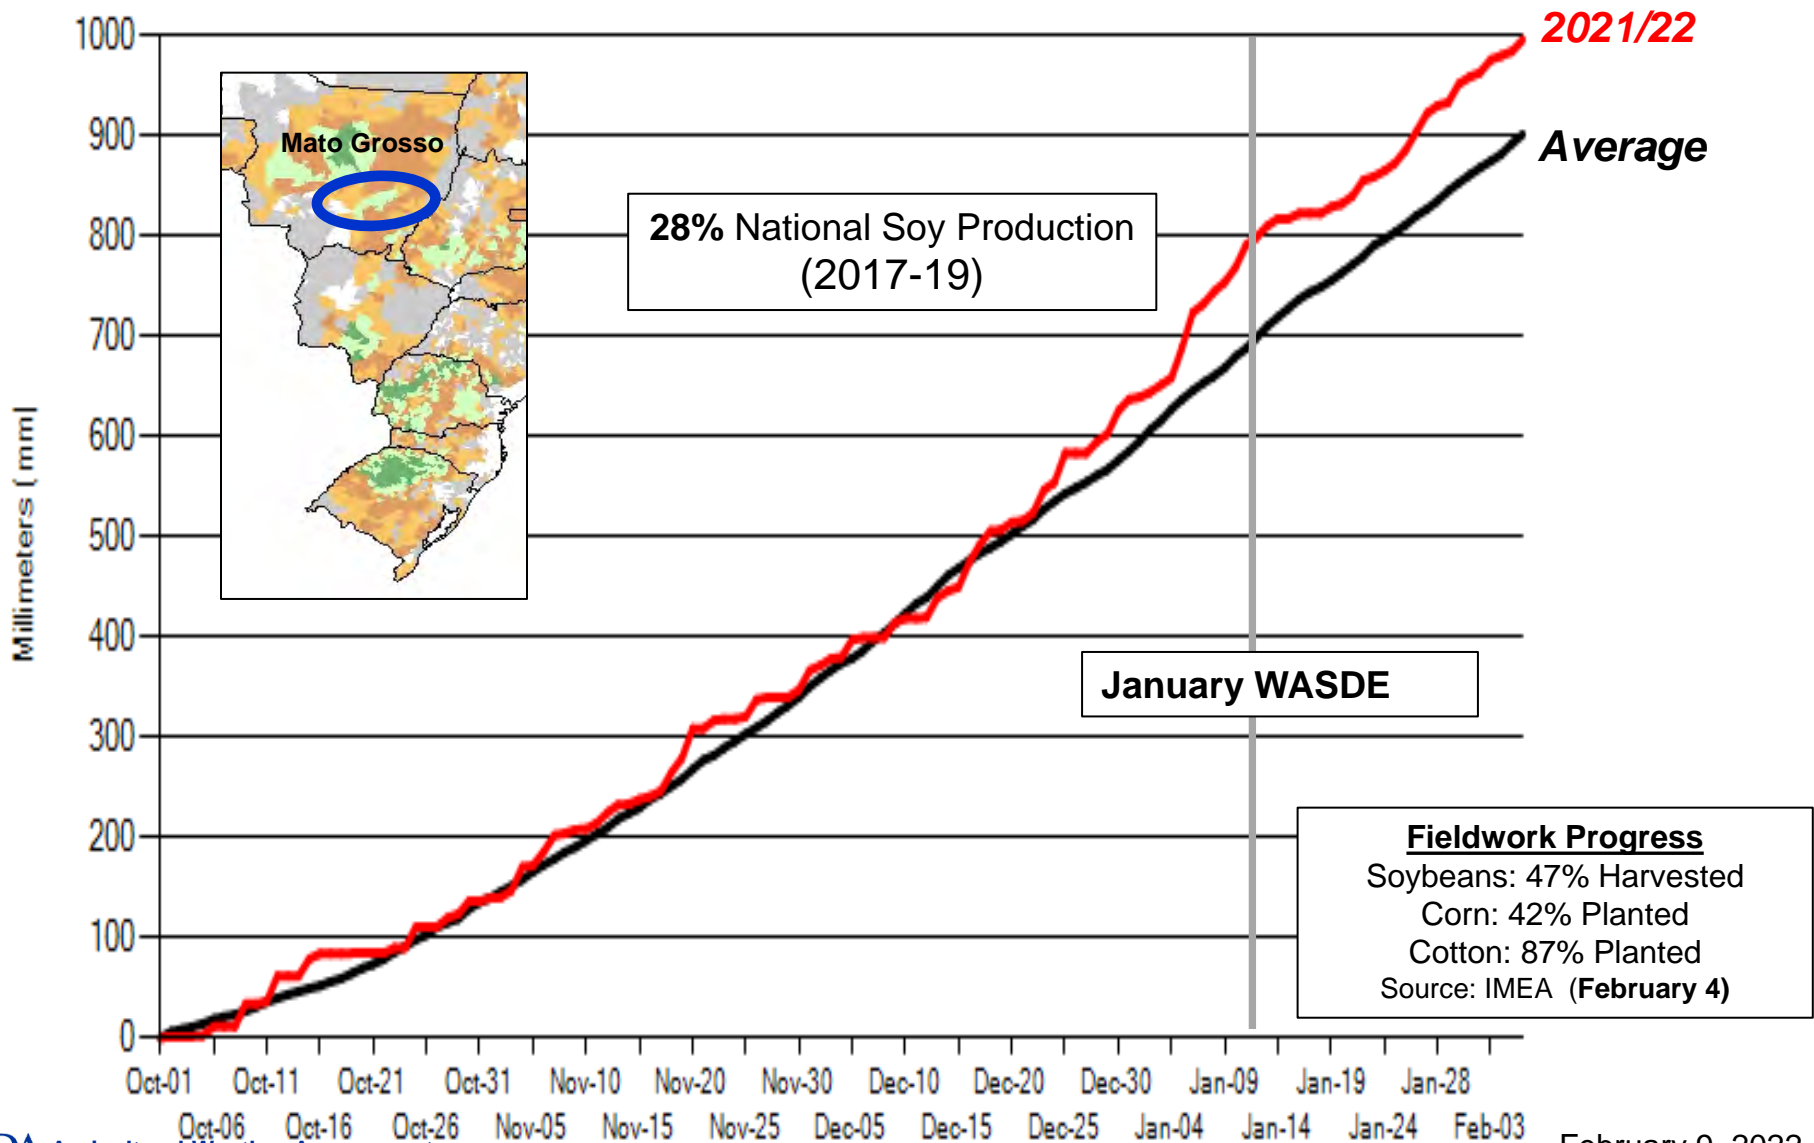 1000
2021/22
900
Average
Mato Grosso
28% National Soy Production
(2017-19)
800
700
600
500
400
300
200
100
0
Millimeters (mm)
January WASDE
Fieldwork Progress
Soybeans: 47% Harvested
Corn: 42% Planted
Cotton: 87% Planted
Source: IMEA (February 4)
Oct-01 Oct-11 Oct-21 Oct-31 Nov-10 Nov-20 Nov-30 Dec-10 Dec-20 Dec-30 Jan-09 Jan-19 Jan-28
Oct-06 Oct-16 Oct-26 Nov-05 Nov-15 Nov-25 Dec-05 Dec-15 Dec-25 Jan-04 Jan-14 Jan-24 Feb-03